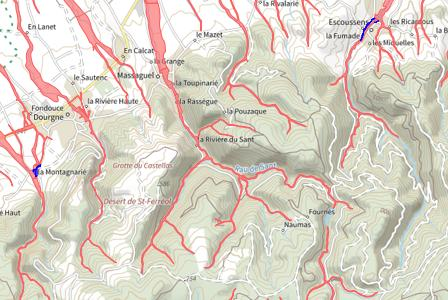 la Rivalarié
Escoussens
les Ricardous
la Fumade
les Miquelles
En Lanet
le Mazet
En Calcat
la Grange
le Sautenc
Massaguel
la Toupinarié
la Rivière Haute
la Rassègue
Fondouce
Dourgne
la Pouzaque
la Rivière du Sant
Grotte du Castellas
la Montagnarié
Rau de Sant
Désert de St-Ferréol
é Haut
Fournès
Naumas